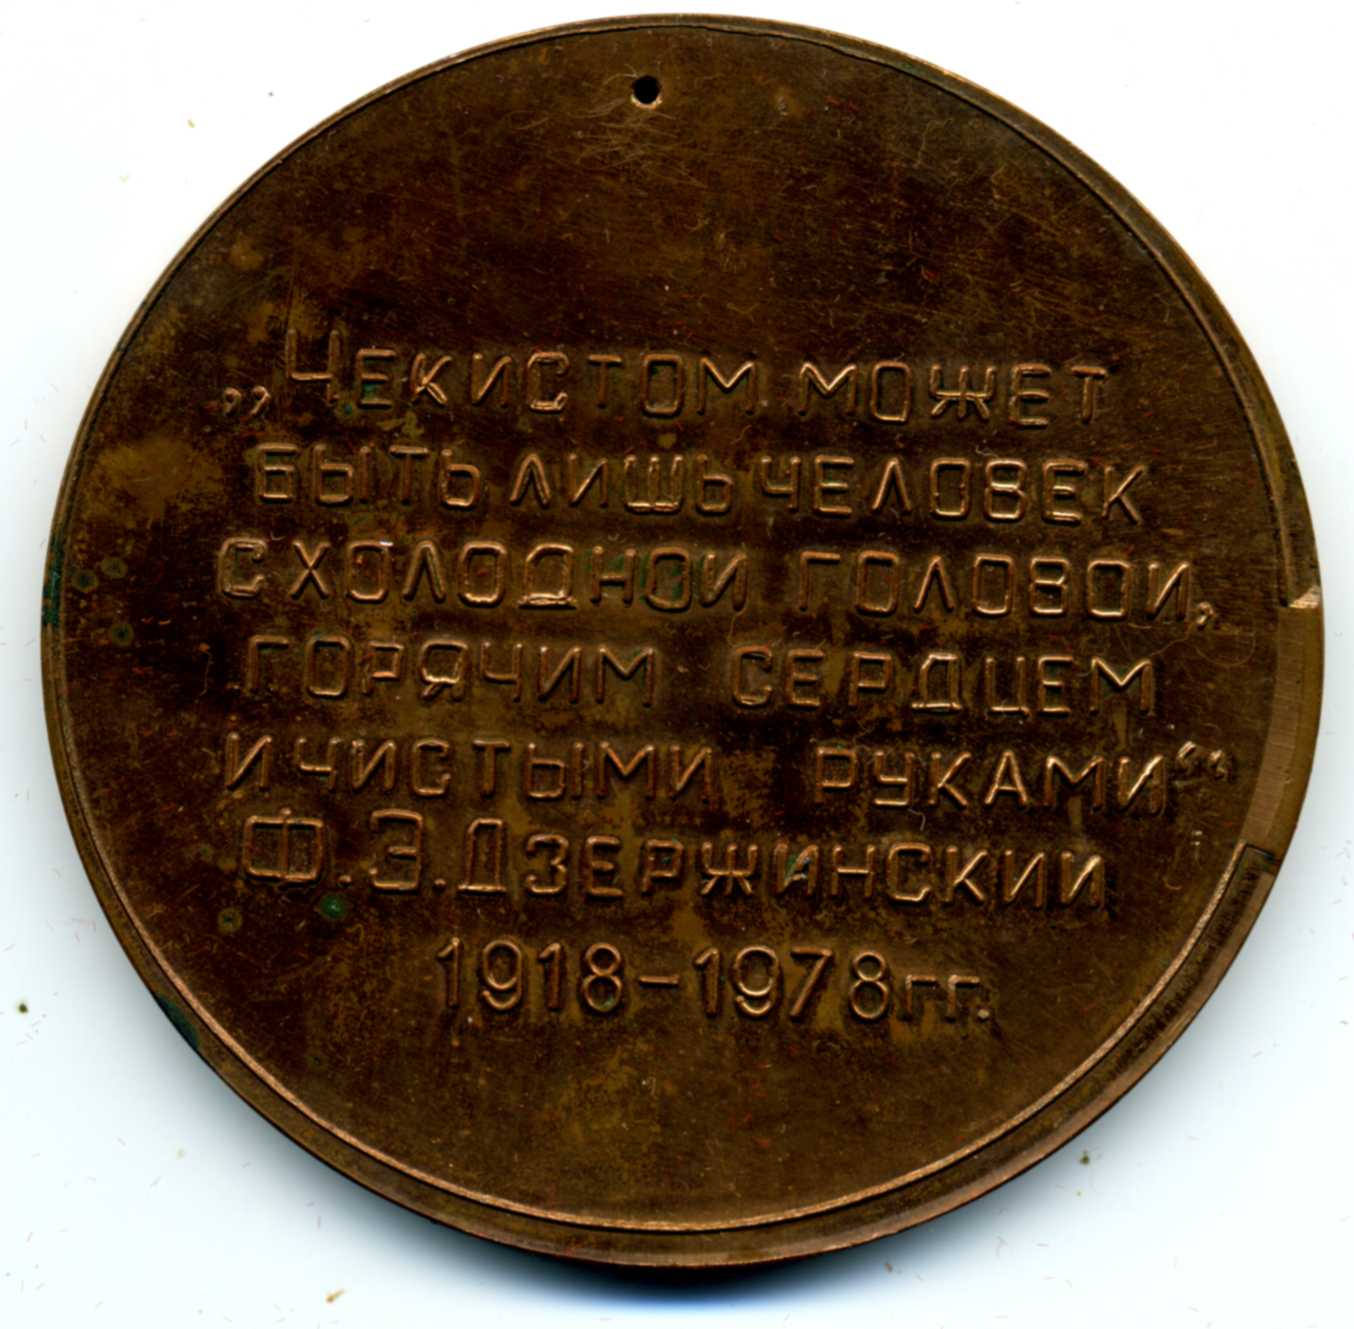 „Чекистом может
быть лишь человек
с холодной головой,
горячим сердцем
и чистыми руками“
Ф.Э.Дзержинский
1918-1978гг.